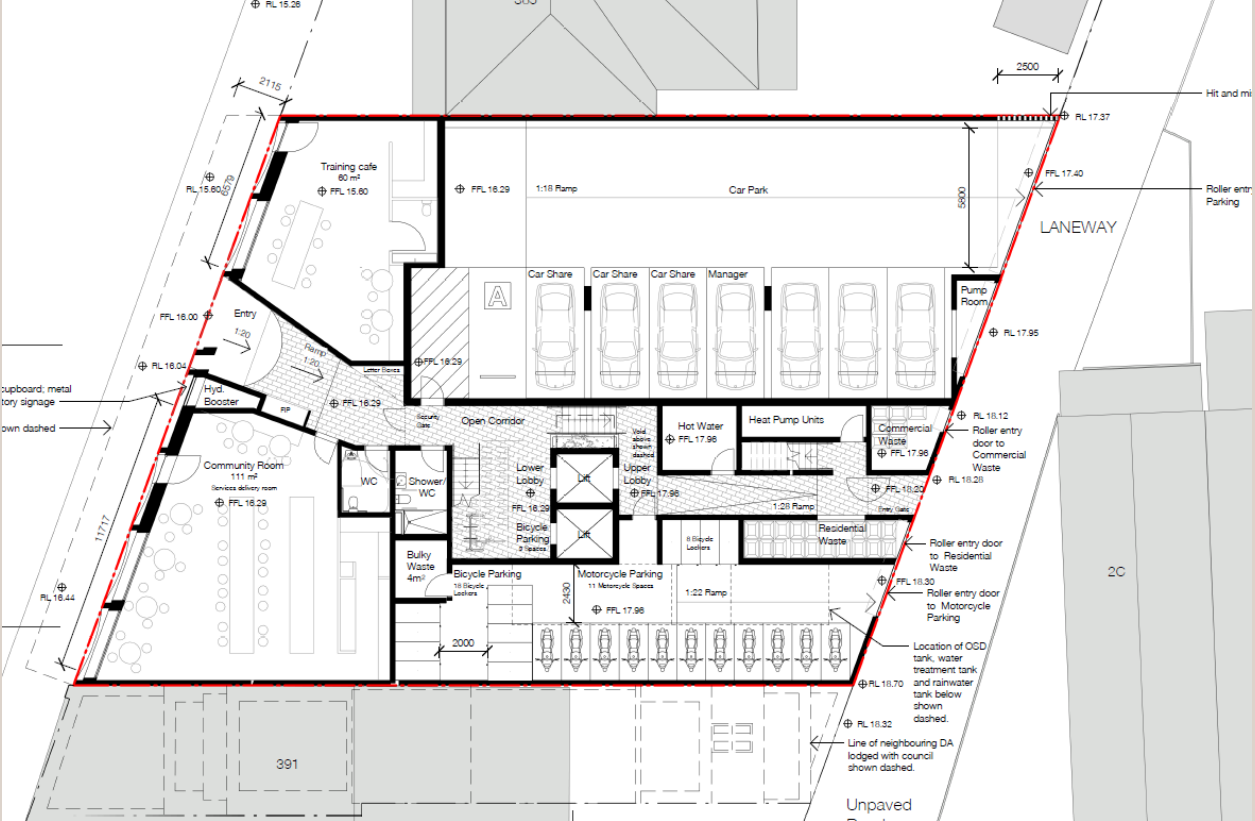 RL 15.28
385
2115
2500
Hit and mi
RL 17.37
Training cafe
60 m²
FFL 15.60
RL 15.60
6579
FFL 16.29
1:18 Ramp
Car Park
5800
FFL 17.40
Roller entry
Parking
LANEWAY
Car Share
Car Share
Car Share
Manager
A
Pump
Room
FFL 16.00
Entry
1:20
Ramp
1:20
RL 17.95
RL 16.04
FFL 16.29
Letter Boxes
cupboard; metal
tory signage
own dashed
Hyd.
Booster
FIP
FFL 16.29
Security
Gate
Open Corridor
Void
above
shown
dashed
Hot Water
FFL 17.96
Heat Pump Units
Commercial
Waste
FFL 17.96
RL 18.12
Roller entry
door to
Commercial
Waste
RL 18.28
Community Room
111 m²
Services delivery room
FFL 16.29
WC
Shower/
WC
Lower
Lobby
FFL 16.29
Lift
Upper
Lobby
FFL 17.96
FFL 18.20
Entry Gate
1:28 Ramp
11717
Bicycle
Parking
Lift
8 Bicycle
Lockers
Residential
Waste
Roller entry door
to Residential
Waste
Bulky
Waste
4m²
Bicycle Parking
18 Bicycle
Lockers
Motorcycle Parking
11 Motorcycle Spaces
2430
FFL 17.96
1:22 Ramp
FFL 18.30
Roller entry door
to Motorcycle
Parking
2C
RL 16.44
2000
Location of OSD
tank, water
treatment tank
and rainwater
tank below
shown
dashed.
RL 18.70
RL 18.32
Line of neighbouring DA
lodged with council
shown dashed.
391
Unpaved